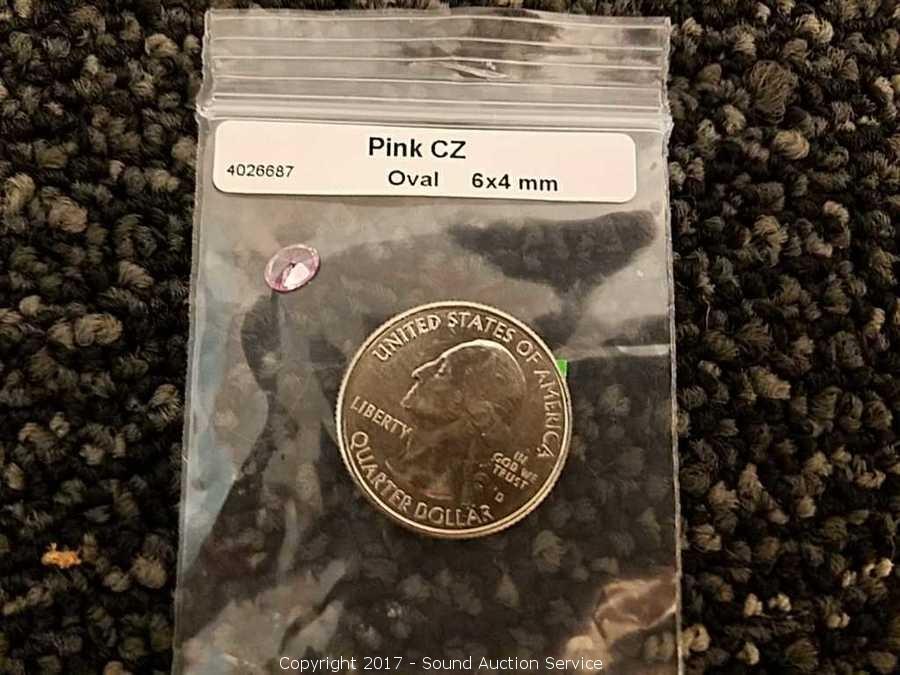 Pink CZ
4026687
Oval 6x4 mm
UNITED STATES OF AMERICA
LIBERTY
IN
GOD WE
TRUST
D
QUARTER DOLLAR
Copyright 2017 - Sound Auction Service